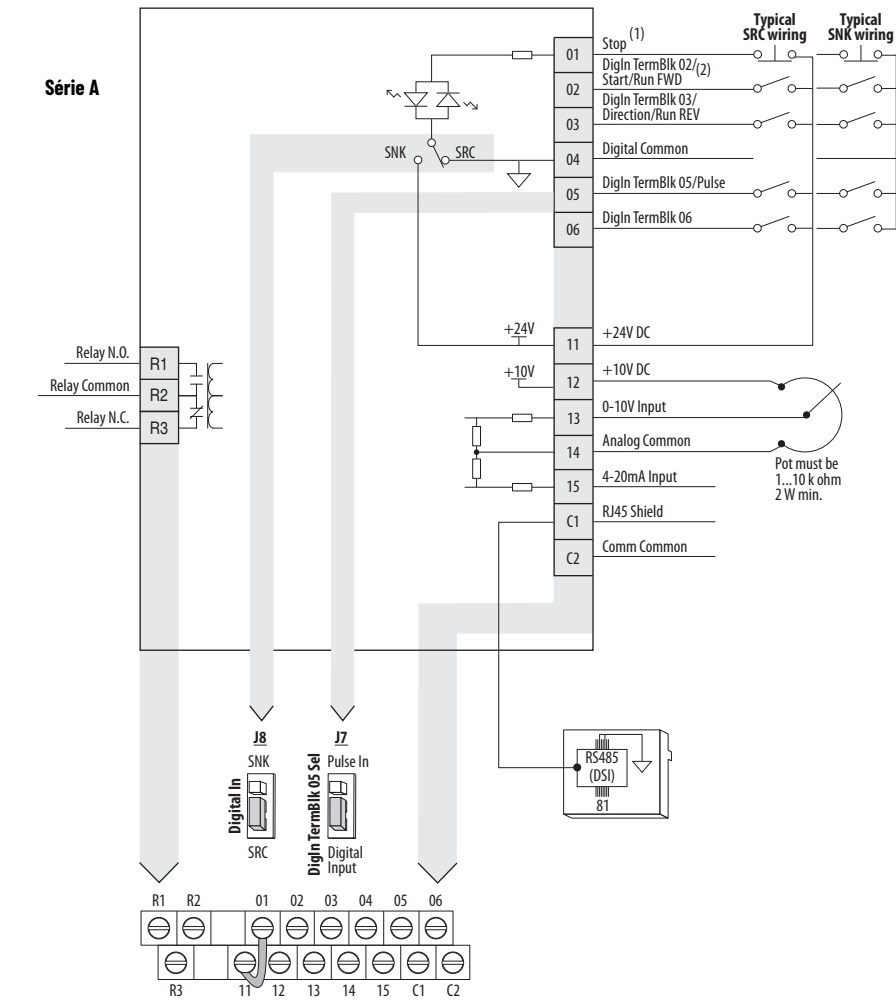 Série A
Typical
SRC wiring
Typical
SNK wiring
01
Stop (1)
02
DigIn TermBlk 02/(2)
Start/Run FWD
03
DigIn TermBlk 03/
Direction/Run REV
SNK
SRC
04
Digital Common
05
DigIn TermBlk 05/Pulse
06
DigIn TermBlk 06
+24V
11
+24V DC
+10V
12
+10V DC
13
0-10V Input
14
Analog Common
15
4-20mA Input
C1
RJ45 Shield
C2
Comm Common
Pot must be
1...10 k ohm
2 W min.
Relay N.O.
R1
Relay Common
R2
Relay N.C.
R3
J8
SNK
Digital In
SRC
J7
Pulse In
DigIn TermBlk 05 Sel
Digital
Input
RS485
(DSI)
81
R1 R2 01 02 03 04 05 06
R3 11 12 13 14 15 C1 C2